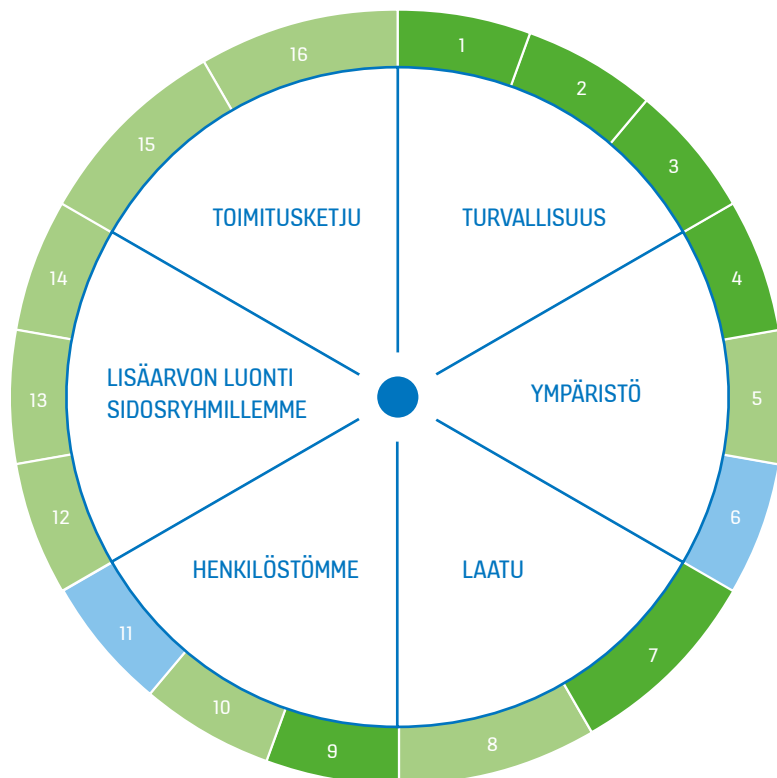 1
2
3
4
5
6
7
8
9
10
11
12
13
14
15
16
TURVALLISUUS
YMPÄRISTÖ
LAATU
HENKILÖSTÖMME
LISÄARVON LUONTI
SIDOSRYHMILLEMME
TOIMITUSKETJU